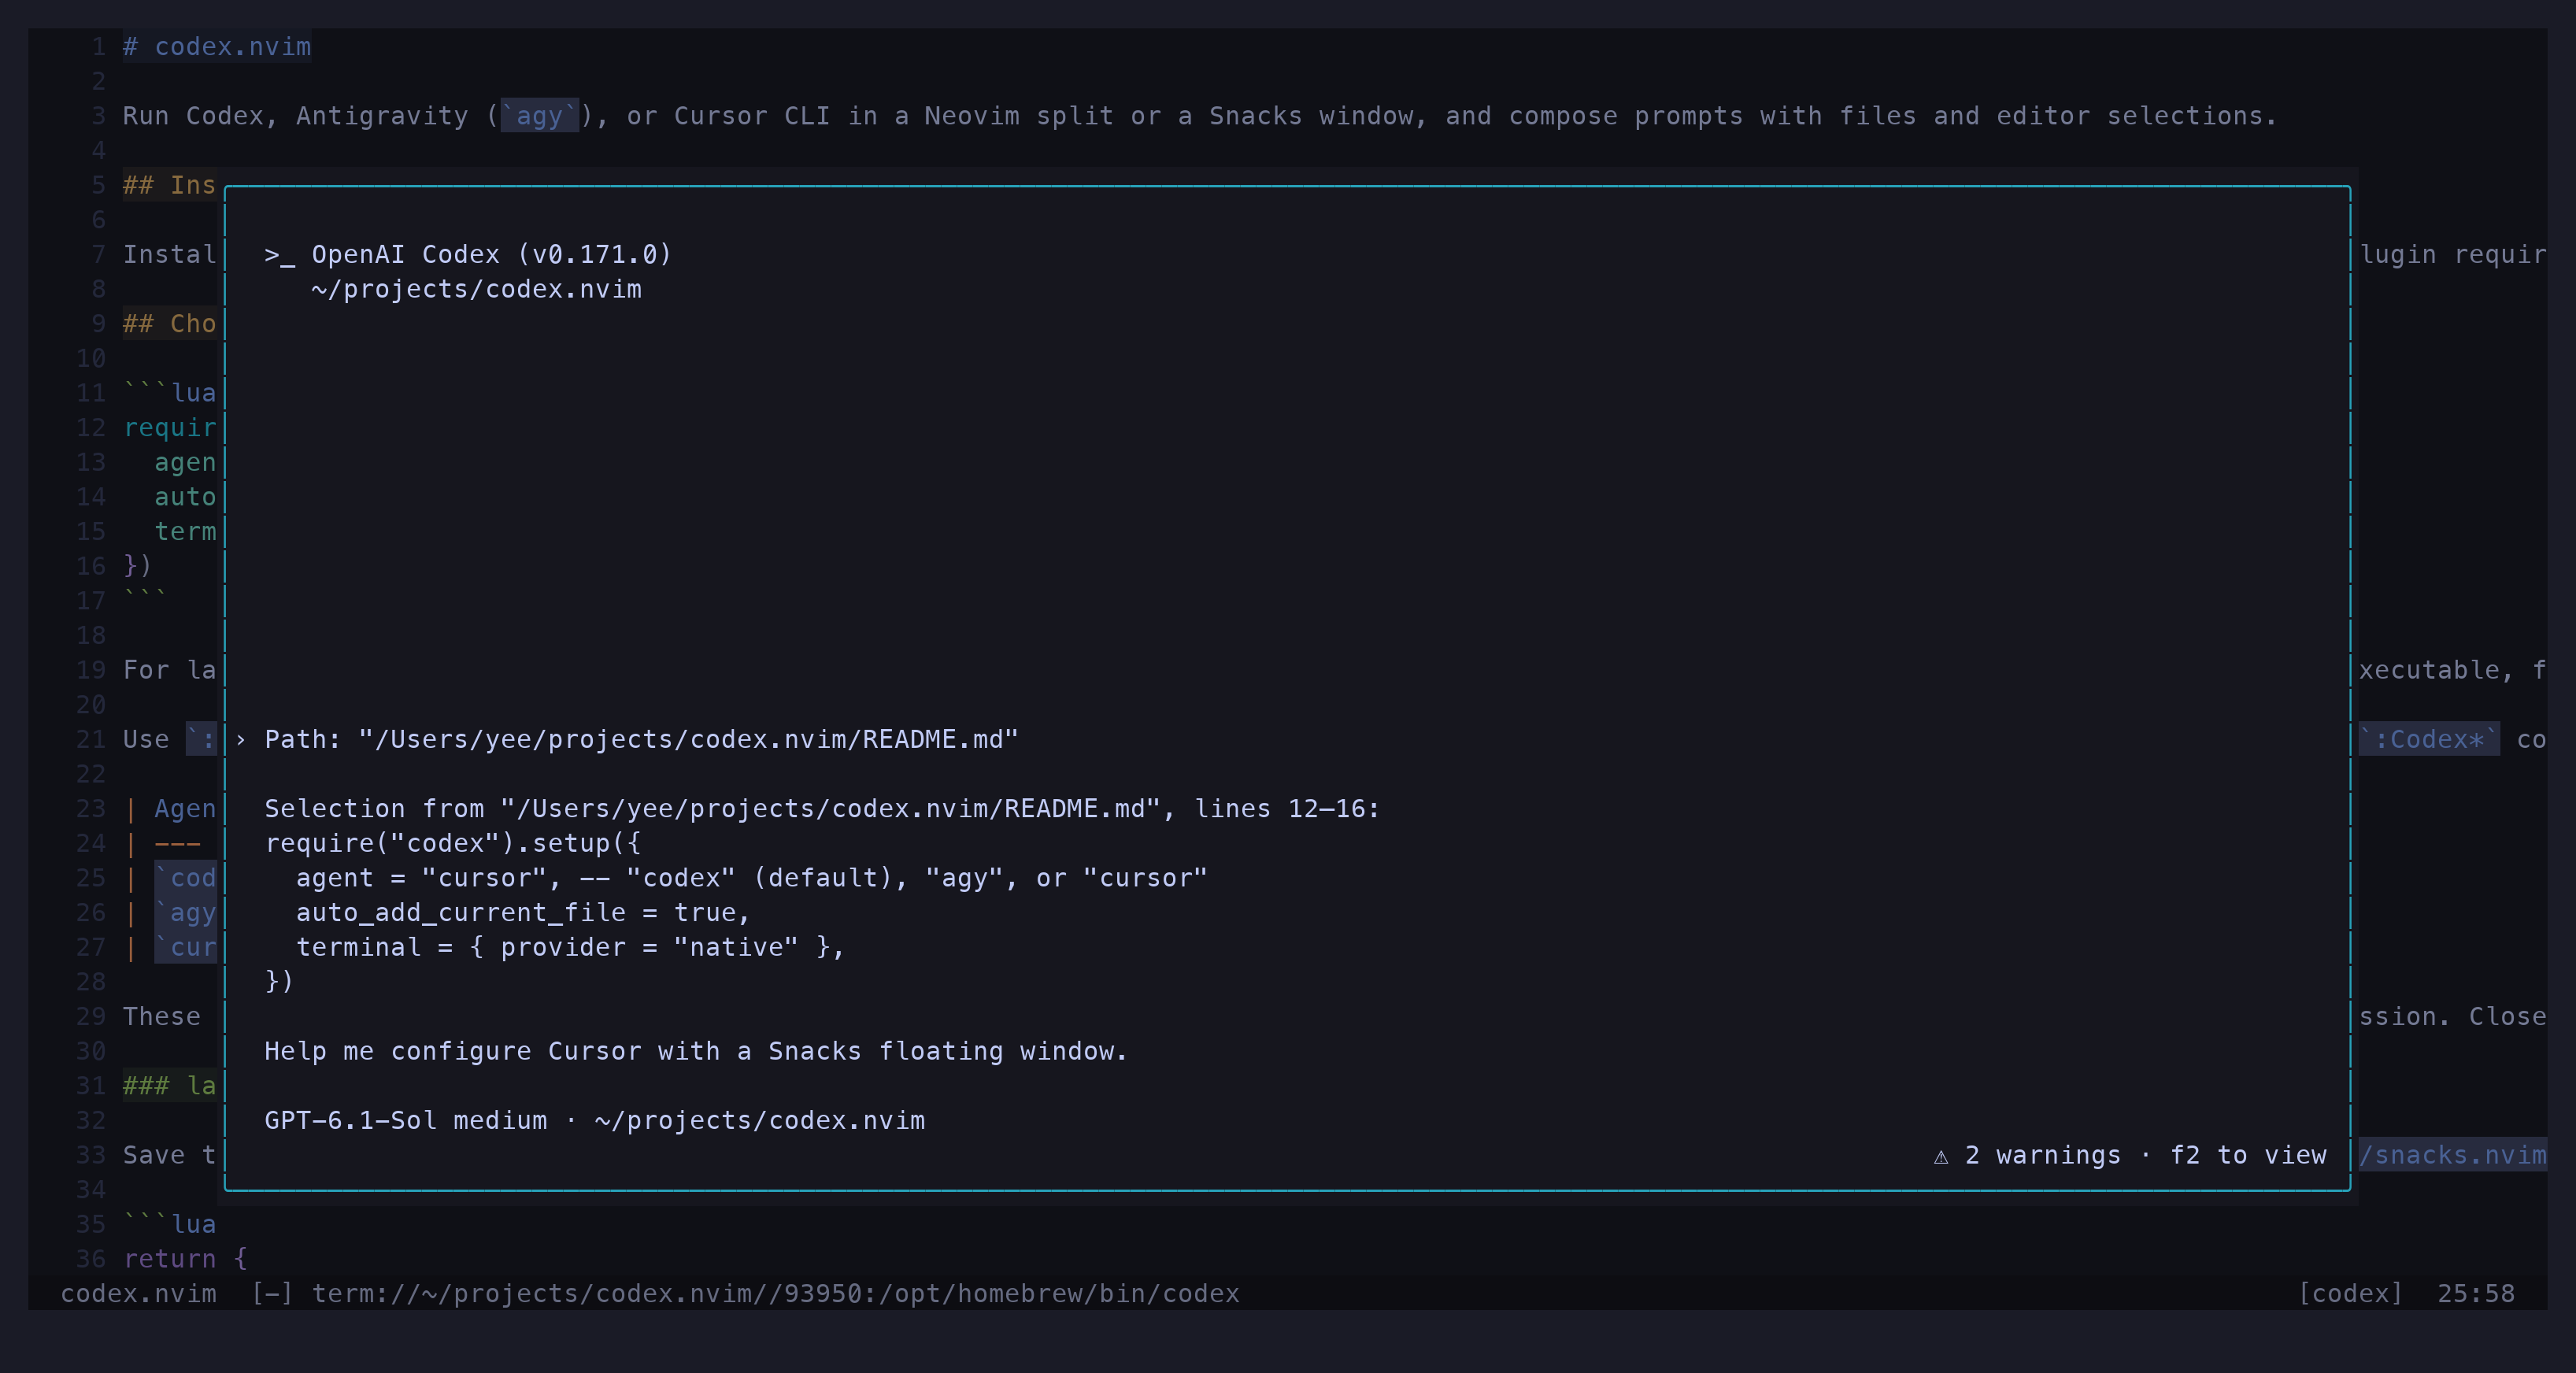 1 # codex.nvim
2
3 Run Codex, Antigravity (`agy`), or Cursor CLI in a Neovim split or a Snacks window, and compose prompts with files and editor selections.
4
5 ## Ins
6
7 Instal lugin requir
8
9 ## Cho
10
11 ```lua
12 requir
13 agen
14 auto
15 term
16 })
17 ```
18
19 For la xecutable, f
20
21 Use `: `:Codex*` co
22
23 | Agen
24 | ---
25 | `cod
26 | `agy
27 | `cur
28
29 These ssion. Close
30
31 ### la
32
33 Save t /snacks.nvim
34
35 ```lua
36 return {
>_ OpenAI Codex (v0.171.0)
~/projects/codex.nvim
› Path: "/Users/yee/projects/codex.nvim/README.md"
Selection from "/Users/yee/projects/codex.nvim/README.md", lines 12-16:
require("codex").setup({
  agent = "cursor", -- "codex" (default), "agy", or "cursor"
  auto_add_current_file = true,
  terminal = { provider = "native" },
})
Help me configure Cursor with a Snacks floating window.
GPT-6.1-Sol medium · ~/projects/codex.nvim
⚠ 2 warnings · f2 to view
codex.nvim [-] term://~/projects/codex.nvim//93950:/opt/homebrew/bin/codex [codex] 25:58